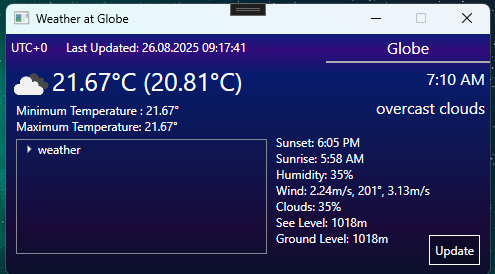 Weather at Globe
UTC+0 Last Updated: 26.08.2025 09:17:41
Globe
21.67°C (20.81°C)
7:10 AM
Minimum Temperature : 21.67°
Maximum Temperature: 21.67°
overcast clouds
weather
Sunset: 6:05 PM
Sunrise: 5:58 AM
Humidity: 35%
Wind: 2.24m/s, 201°, 3.13m/s
Clouds: 35%
See Level: 1018m
Ground Level: 1018m
Update